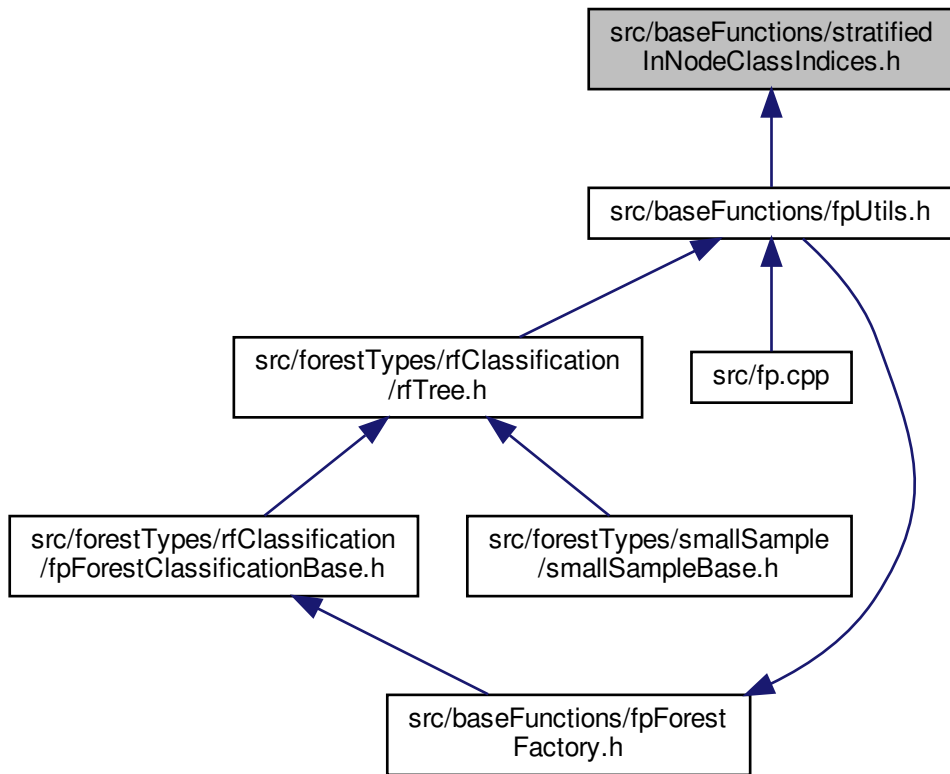 src/baseFunctions/stratified
InNodeClassIndices.h
src/baseFunctions/fpUtils.h
src/forestTypes/rfClassification
/rfTree.h
src/fp.cpp
src/forestTypes/rfClassification
/fpForestClassificationBase.h
src/forestTypes/smallSample
/smallSampleBase.h
src/baseFunctions/fpForest
Factory.h